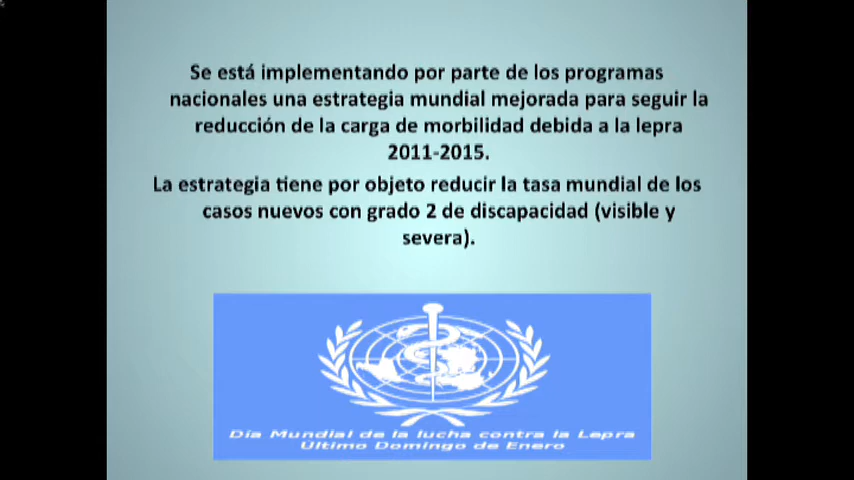 Se está implementando por parte de los programas
nacionales una estrategia mundial mejorada para seguir la
reducción de la carga de morbilidad debida a la lepra
2011-2015.
La estrategia tiene por objeto reducir la tasa mundial de los
casos nuevos con grado 2 de discapacidad (visible y
severa).
Dia Mundial de la lucha contra la Lepra
Último Domingo de Enero